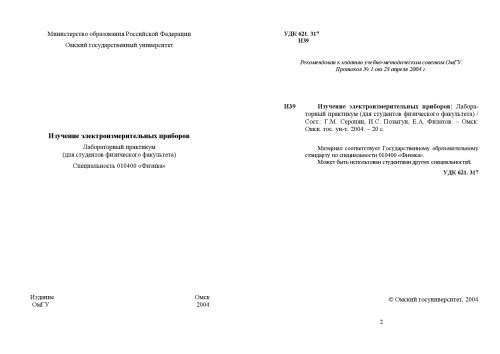 Министерство образования Российской Федерации
Омский государственный университет
Изучение электроизмерительных приборов
Лабораторный практикум
(для студентов физического факультета)
Специальность 010400 «Физика»
Издание Омск
ОмГУ 2004
УДК 621. 317
И39
Рекомендован к изданию учебно-методическим советом ОмГУ.
Протокол № 1 от 29 апреля 2004 г.
И39 Изучение электроизмерительных приборов: Лабора-
торный практикум (для студентов физического факультета) /
Сост.: Г.М. Серопян, И.С. Позыгун, Е.А. Филатов. – Омск:
Омск. гос. ун-т, 2004. – 20 с.
Материал соответствует Государственному образовательному
стандарту по специальности 010400 «Физика».
Может быть использован студентами других специальностей.
УДК 621. 317
© Омский госуниверситет, 2004
2